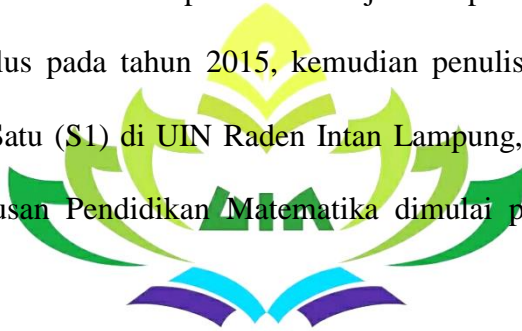 lus pada tahun 2015, kemudian penulis
Satu (S1) di UIN Raden Intan Lampung,
usan Pendidikan Matematika dimulai p
UIN